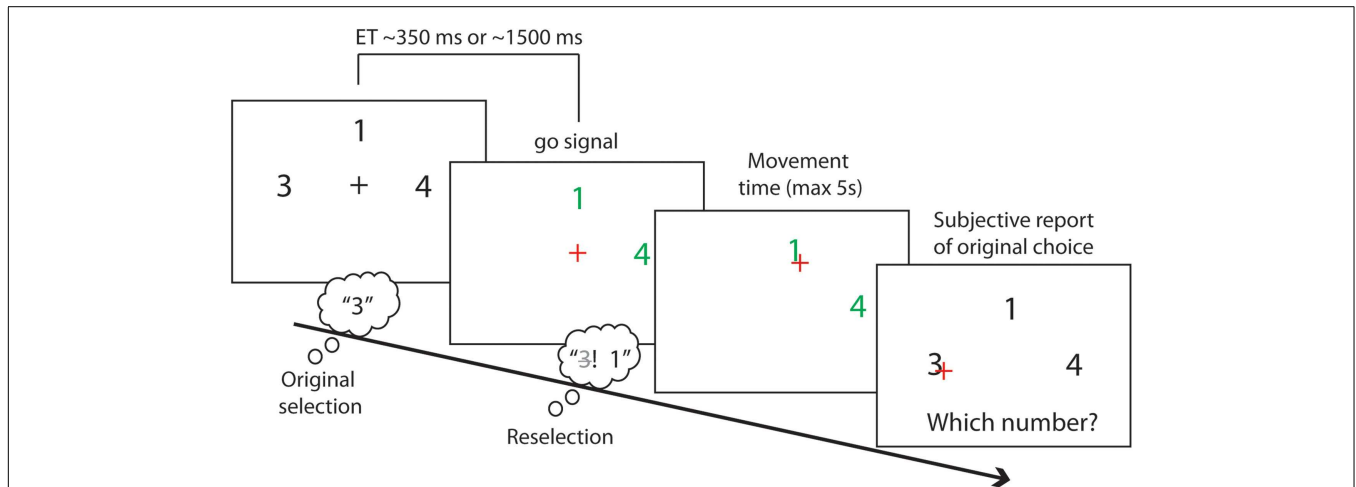 ET ~350 ms or ~1500 ms
1
3 + 4
"3"
Original
selection
go signal
1
+ 4
"3! 1"
Reselection
Movement
time (max 5s)
1
+
4
Subjective report
of original choice
1
3 + 4
Which number?